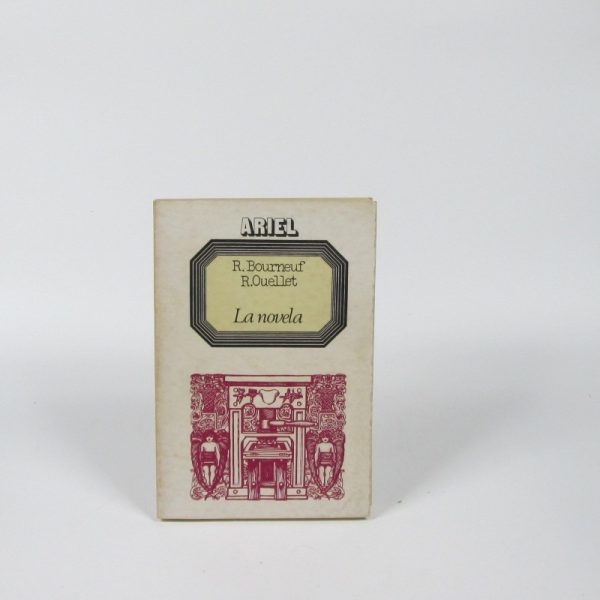 ARIEL
R. Bourneuf
R. Ouellet
La novela